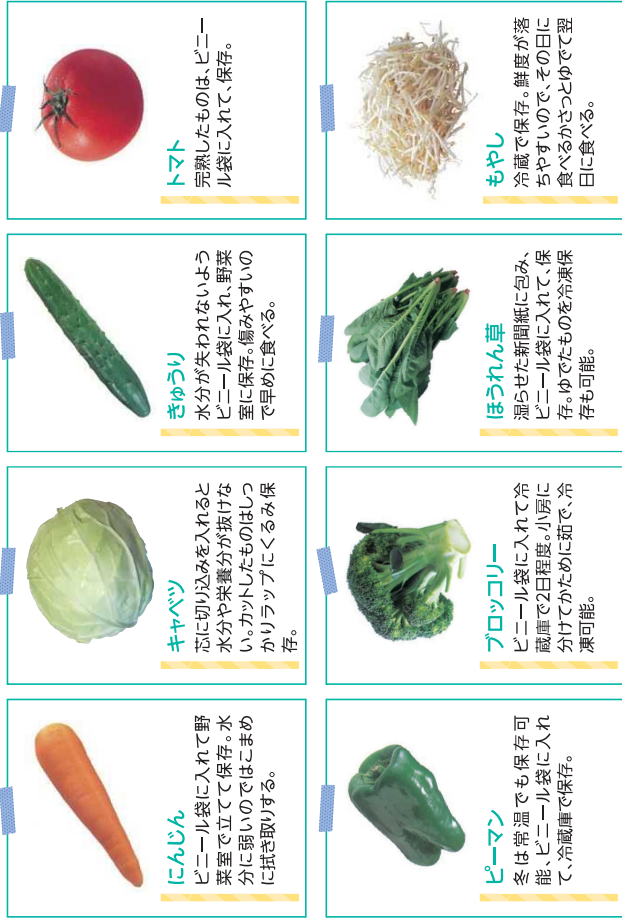 にんじん
ビニール袋に入れて野
菜室で立てて保存。水
分に弱いのではこまめ
に拭き取りする。
キャベツ
芯に切り込みを入れると
水分や栄養分が抜けな
い。カットしたものはしっ
かりラップにくるみ保
存。
きゅうり
水分が失われないよう
ビニール袋に入れ、野菜
室に保存。傷みやすいの
で早めに食べる。
トマト
完熟したものは、ビニー
ル袋に入れて、保存。
ピーマン
冬は常温でも保存可
能、ビニール袋に入れ
て、冷蔵庫で保存。
ブロッコリー
ビニール袋に入れて冷
蔵庫で2日程度。小房に
分けてかために茹で、冷
凍可能。
ほうれん草
湿らせた新聞紙に包み、
ビニール袋に入れて、保
存。ゆでたものを冷凍保
存も可能。
もやし
冷蔵で保存。鮮度が落
ちやすいので、その日に
食べるかさっとゆでて翌
日に食べる。